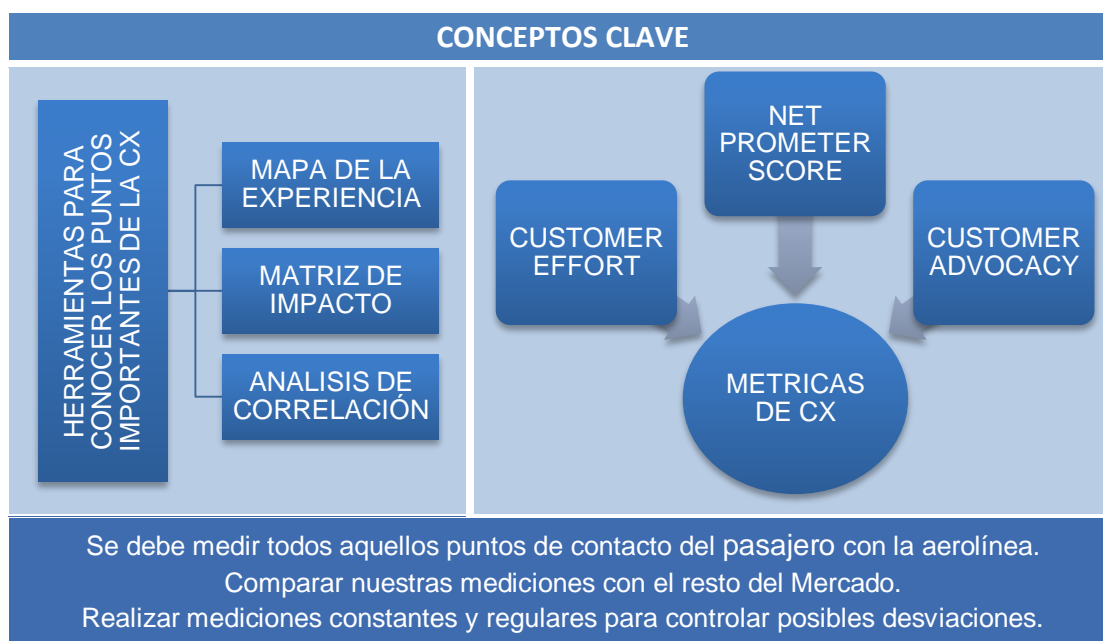 CONCEPTOS CLAVE
HERRAMIENTAS PARA
CONOCER LOS PUNTOS
IMPORTANTES DE LA CX
MAPA DE LA
EXPERIENCIA
MATRIZ DE
IMPACTO
ANALISIS DE
CORRELACIÓN
NET
PROMETER
SCORE
CUSTOMER
EFFORT
CUSTOMER
ADVOCACY
METRICAS
DE CX
Se debe medir todos aquellos puntos de contacto del pasajero con la aerolínea.
Comparar nuestras mediciones con el resto del Mercado.
Realizar mediciones constantes y regulares para controlar posibles desviaciones.